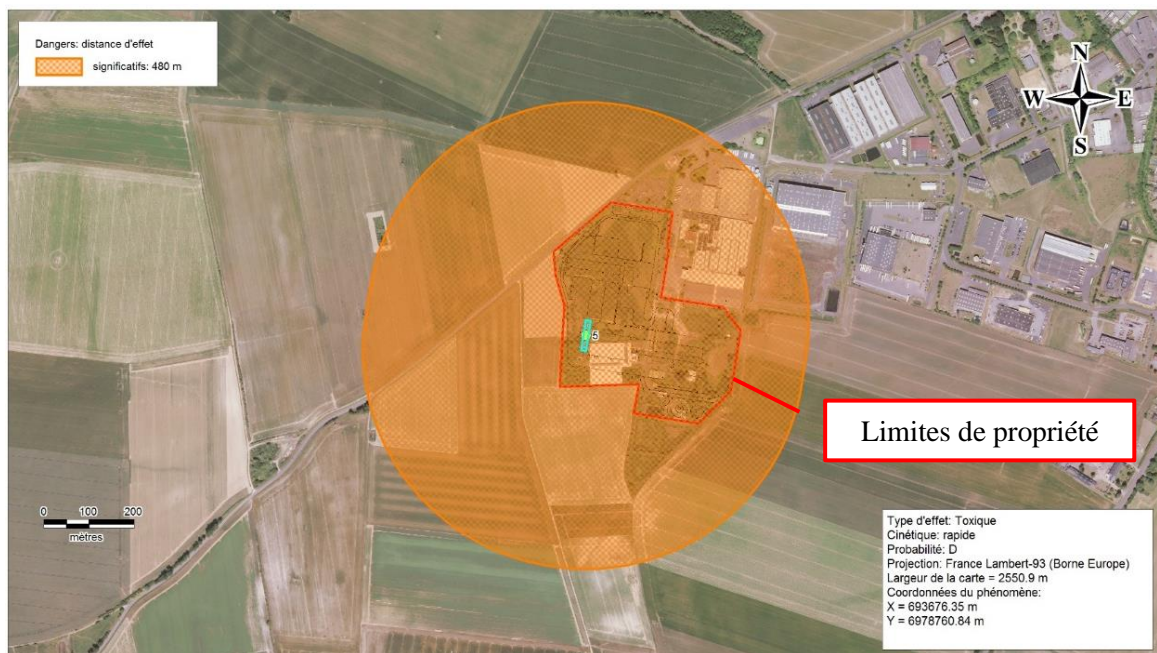 Dangers: distance d'effet
significatifs: 480 m
N
W E
S
5
Limites de propriété
0 100 200
mètres
Type d'effet: Toxique
Cinétique: rapide
Probabilité: D
Projection: France Lambert-93 (Borne Europe)
Largeur de la carte = 2550.9 m
Coordonnées du phénomène:
X = 693676.35 m
Y = 6978760.84 m